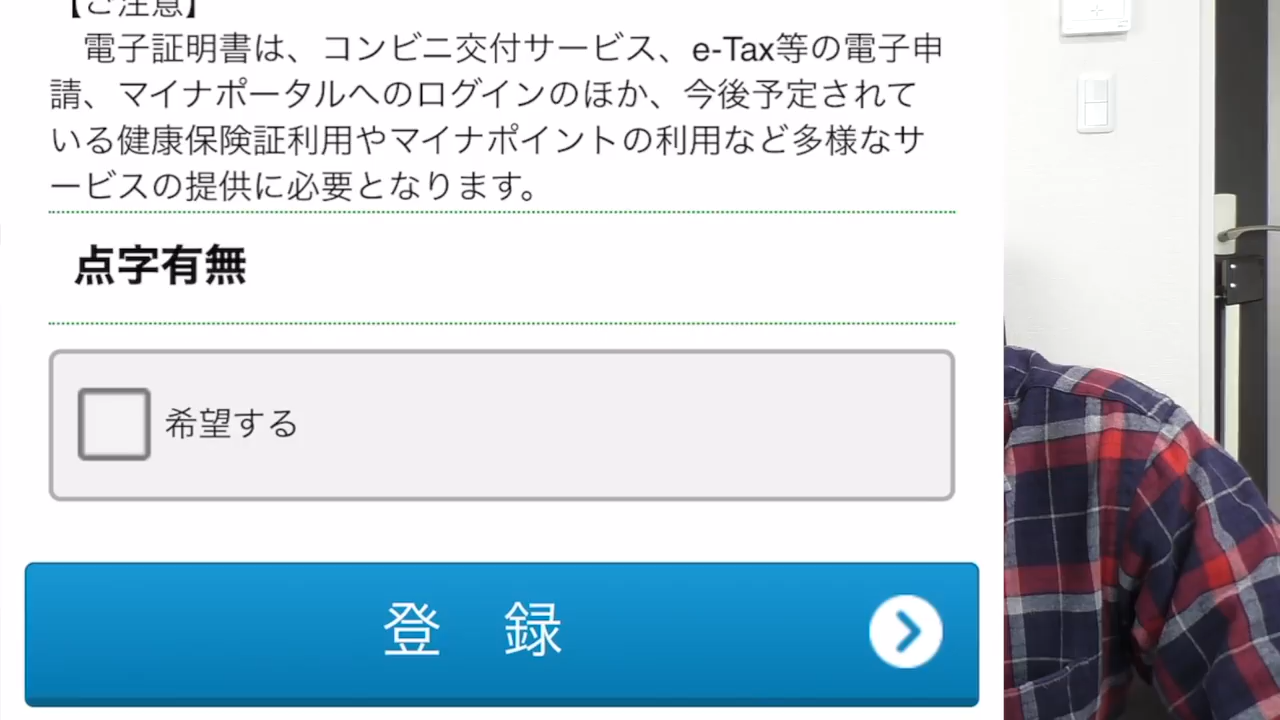 【ご注意】
電子証明書は、コンビニ交付サービス、e-Tax等の電子申
請、マイナポータルへのログインのほか、今後予定されて
いる健康保険証利用やマイナポイントの利用など多様なサ
ービスの提供に必要となります。
点字有無
希望する
登 録